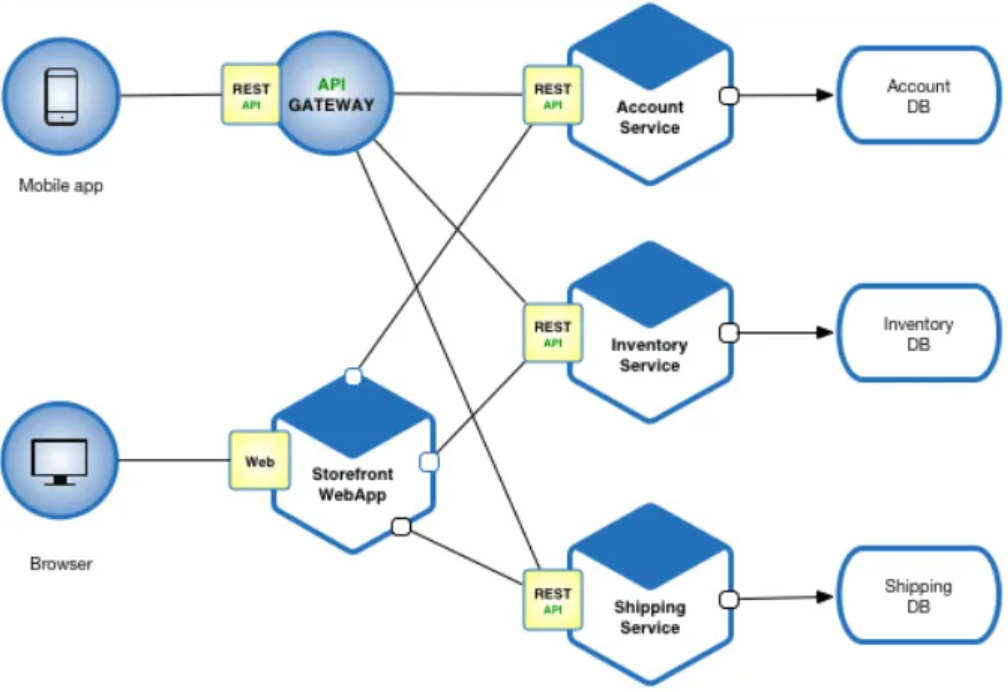 REST
API
API
GATEWAY
REST
API
Account
Service
Account
DB
Mobile app
REST
API
Inventory
Service
Inventory
DB
Web
Storefront
WebApp
Browser
REST
API
Shipping
Service
Shipping
DB